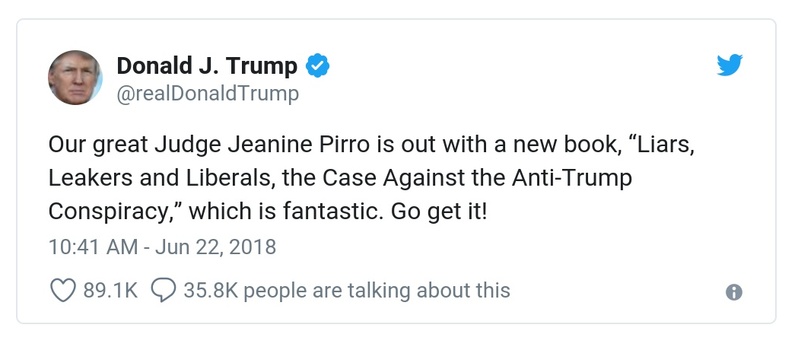 Donald J. Trump
@realDonaldTrump
Our great Judge Jeanine Pirro is out with a new book, “Liars,
Leakers and Liberals, the Case Against the Anti-Trump
Conspiracy,” which is fantastic. Go get it!
10:41 AM - Jun 22, 2018
89.1K 35.8K people are talking about this